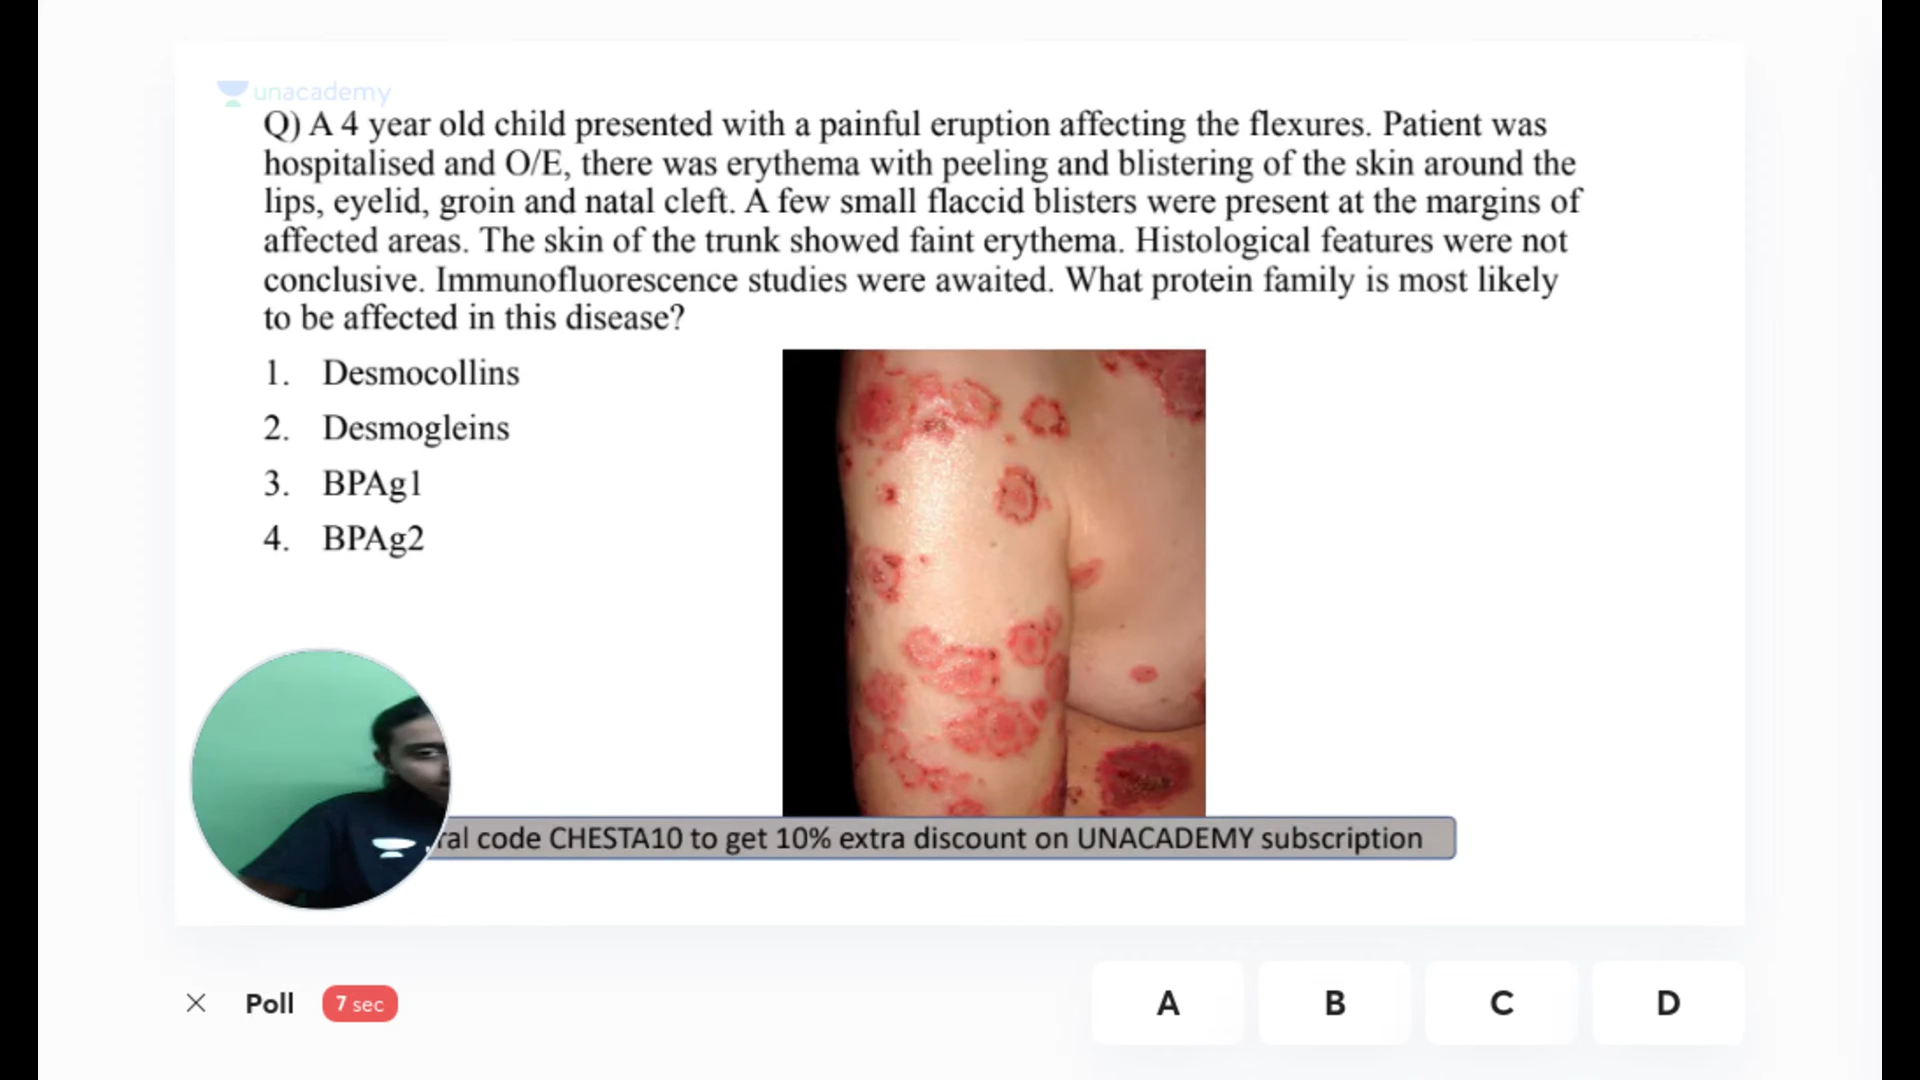 unacademy
Q) A 4 year old child presented with a painful eruption affecting the flexures. Patient was
hospitalised and O/E, there was erythema with peeling and blistering of the skin around the
lips, eyelid, groin and natal cleft. A few small flaccid blisters were present at the margins of
affected areas. The skin of the trunk showed faint erythema. Histological features were not
conclusive. Immunofluorescence studies were awaited. What protein family is most likely
to be affected in this disease?
1. Desmocollins
2. Desmogleins
3. BPAg1
4. BPAg2
code CHESTA10 to get 10% extra discount on UNACADEMY subscription
Poll
7 sec
A
B
C
D